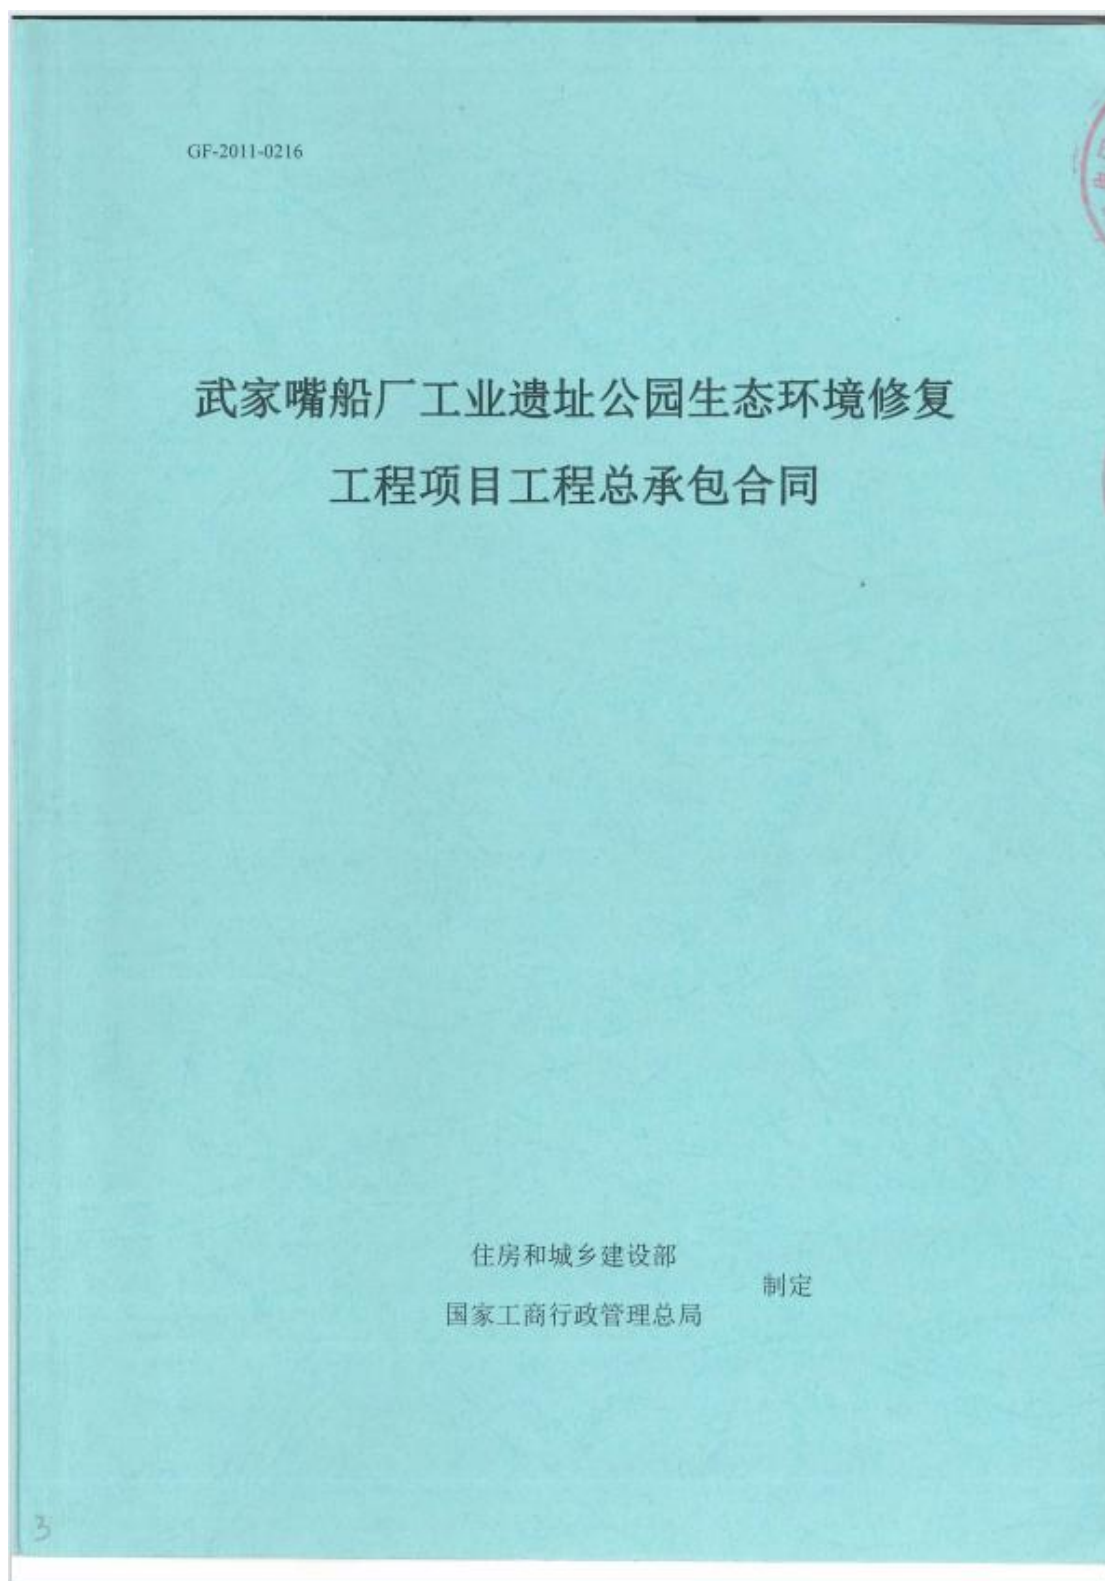 GF-2011-0216
武家嘴船厂工业遗址公园生态环境修复
工程项目工程总承包合同
住房和城乡建设部
制定
国家工商行政管理总局
3